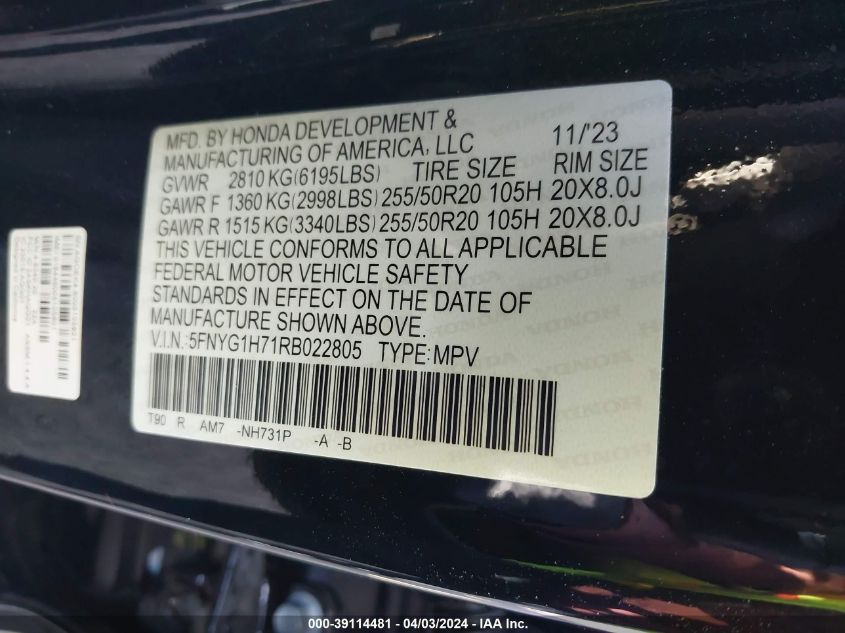 MFD. BY HONDA DEVELOPMENT &
MANUFACTURING OF AMERICA, LLC 11/'23
GVWR 2810 KG(6195LBS) TIRE SIZE RIM SIZE
GAWR F 1360 KG(2998LBS) 255/50R20 105H 20X8.0J
GAWR R 1515 KG(3340LBS) 255/50R20 105H 20X8.0J
THIS VEHICLE CONFORMS TO ALL APPLICABLE
FEDERAL MOTOR VEHICLE SAFETY
STANDARDS IN EFFECT ON THE DATE OF
MANUFACTURE SHOWN ABOVE.
V.I.N.:5FNYG1H71RB022805 TYPE:MPV
T90 R AM7 -NH731P -A -B
000-39114481 - 04/03/2024 - IAA Inc.